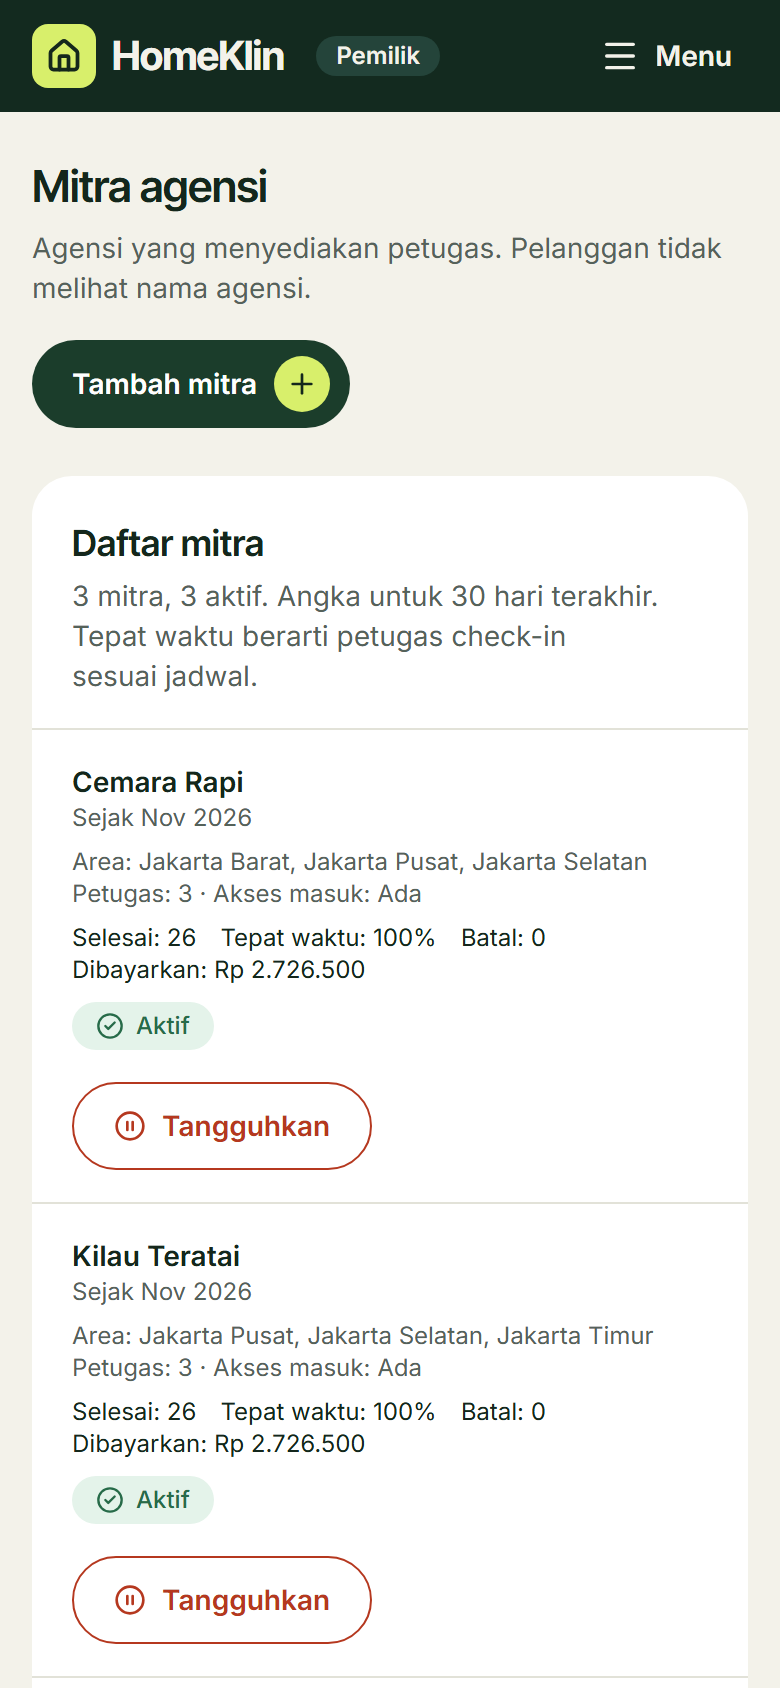 HomeKlin
Pemilik
Menu
Mitra agensi
Agensi yang menyediakan petugas. Pelanggan tidak
melihat nama agensi.
Tambah mitra
Daftar mitra
3 mitra, 3 aktif. Angka untuk 30 hari terakhir.
Tepat waktu berarti petugas check-in
sesuai jadwal.
Cemara Rapi
Sejak Nov 2026
Area: Jakarta Barat, Jakarta Pusat, Jakarta Selatan
Petugas: 3 · Akses masuk: Ada
Selesai: 26 Tepat waktu: 100% Batal: 0
Dibayarkan: Rp 2.726.500
Aktif
Tangguhkan
Kilau Teratai
Sejak Nov 2026
Area: Jakarta Pusat, Jakarta Selatan, Jakarta Timur
Petugas: 3 · Akses masuk: Ada
Selesai: 26 Tepat waktu: 100% Batal: 0
Dibayarkan: Rp 2.726.500
Aktif
Tangguhkan